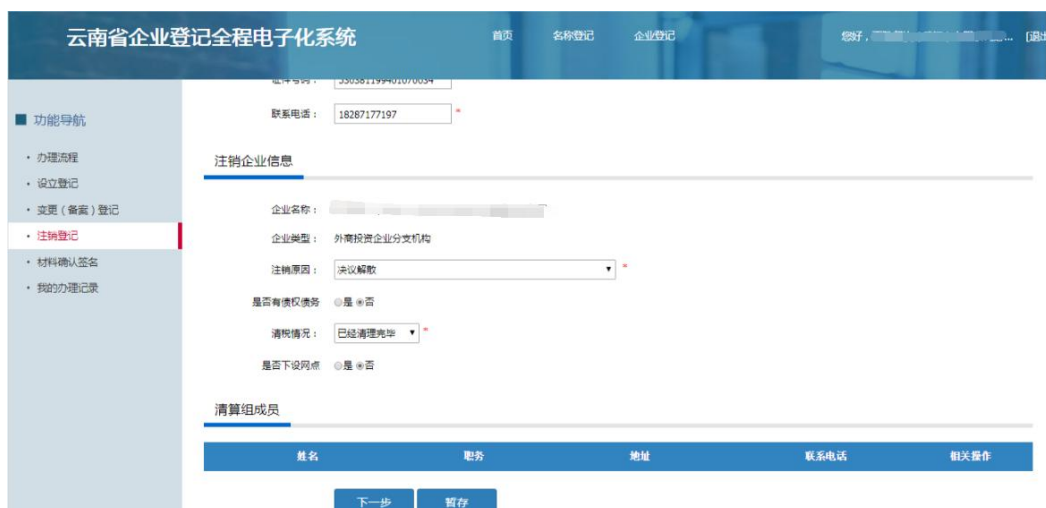 云南省企业登记全程电子化系统 首页 名称登记 企业登记 您好， ... [退出
联系电话： 18287177197 *
功能导航
办理流程
设立登记
变更（备案）登记
注销登记
材料确认签名
我的办理记录
注销企业信息
企业名称：
企业类型： 外商投资企业分支机构
注销原因： 决议解散 *
是否有债权债务 是 否
清税情况： 已经清理完毕 *
是否下设网点 是 否
清算组成员
姓名 职务 地址 联系电话 相关操作
下一步 暂存